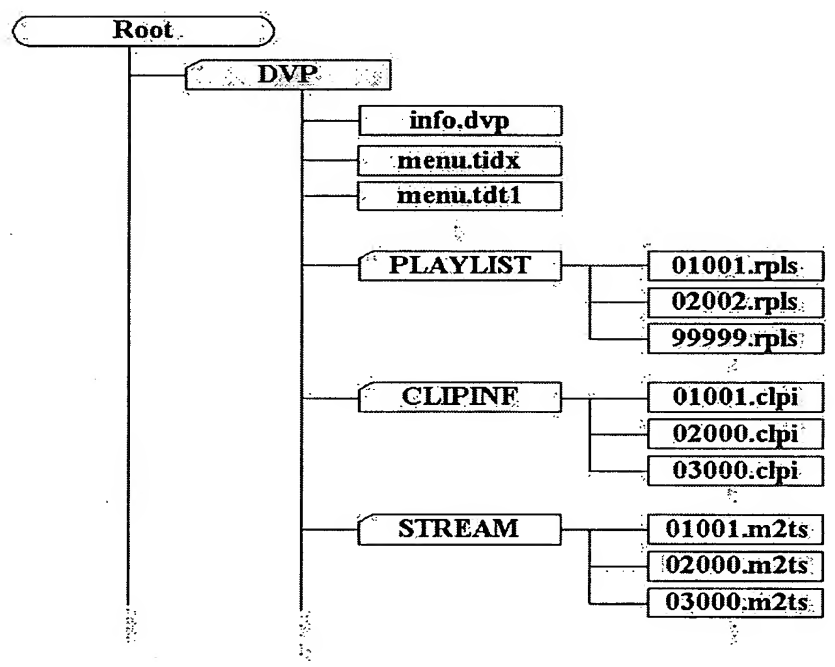 Root
DVP
info.dvp
menu.tidx
menu.tdt1
PLAYLIST
01001.rpls
02002.rpls
99999.rpls
CLIPINF
01001.clpi
02000.clpi
03000.clpi
STREAM
01001.m2ts
02000.m2ts
03000.m2ts